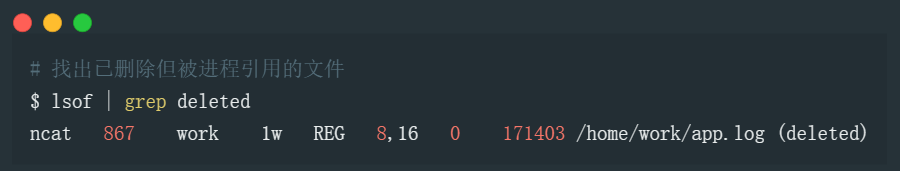 # 找出已删除但被进程引用的文件
$ lsof | grep deleted
ncat 867 work 1w REG 8,16 0 171403 /home/work/app.log (deleted)